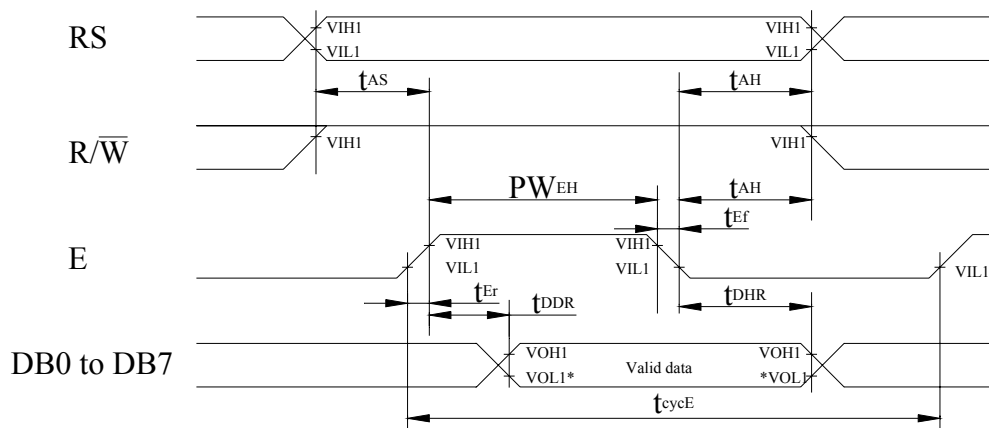 RS
VIH1
VIL1
VIH1
VIL1
tAS
tAH
R/W̅
VIH1
VIH1
PWEH
tAH
tEf
E
VIH1
VIL1
VIH1
VIL1
VIL1
tEr
tDDR
tDHR
DB0 to DB7
VOH1
VOL1*
Valid data
VOH1
*VOL1
tcycE